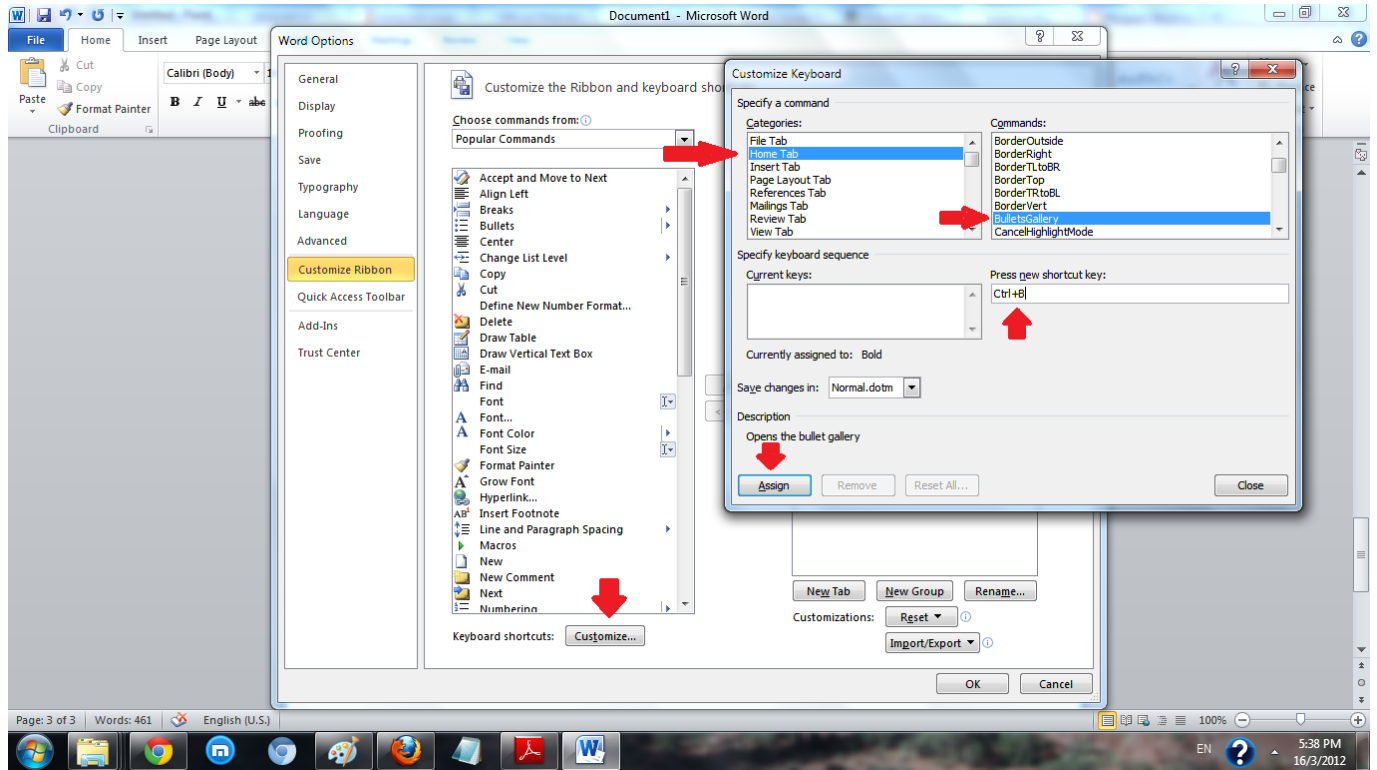 Document1 - Microsoft Word
File Home Insert Page Layout
Cut
Copy
Format Painter
Paste
Clipboard
Calibri (Body)
B I U abe
Word Options
General
Display
Proofing
Save
Typography
Language
Advanced
Customize Ribbon
Quick Access Toolbar
Add-Ins
Trust Center
Customize the Ribbon and keyboard
Choose commands from:
Popular Commands
Accept and Move to Next
Align Left
Breaks
Bullets
Center
Change List Level
Copy
Cut
Define New Number Format...
Delete
Draw Table
Draw Vertical Text Box
E-mail
Find
Font
Font...
Font Color
Font Size
Format Painter
Grow Font
Hyperlink...
Insert Footnote
Line and Paragraph Spacing
Macros
New
New Comment
Next
Numbering
Keyboard shortcuts: Customize...
New Tab New Group Rename...
Customizations: Reset
Import/Export
OK Cancel
Customize Keyboard
Specify a command
Categories:
File Tab
Home Tab
Insert Tab
Page Layout Tab
References Tab
Mailings Tab
Review Tab
View Tab
Commands:
BorderOutside
BorderRight
BorderTLtoBR
BorderTop
BorderTRtoBL
BorderVert
BulletsGallery
CancelHighlightMode
Specify keyboard sequence
Current keys:
Press new shortcut key:
Ctrl+B
Currently assigned to: Bold
Save changes in: Normal.dotm
Description
Opens the bullet gallery
Assign Remove Reset All... Close
Page: 3 of 3 Words: 461 English (U.S.) 100%
EN 5:38 PM
16/3/2012